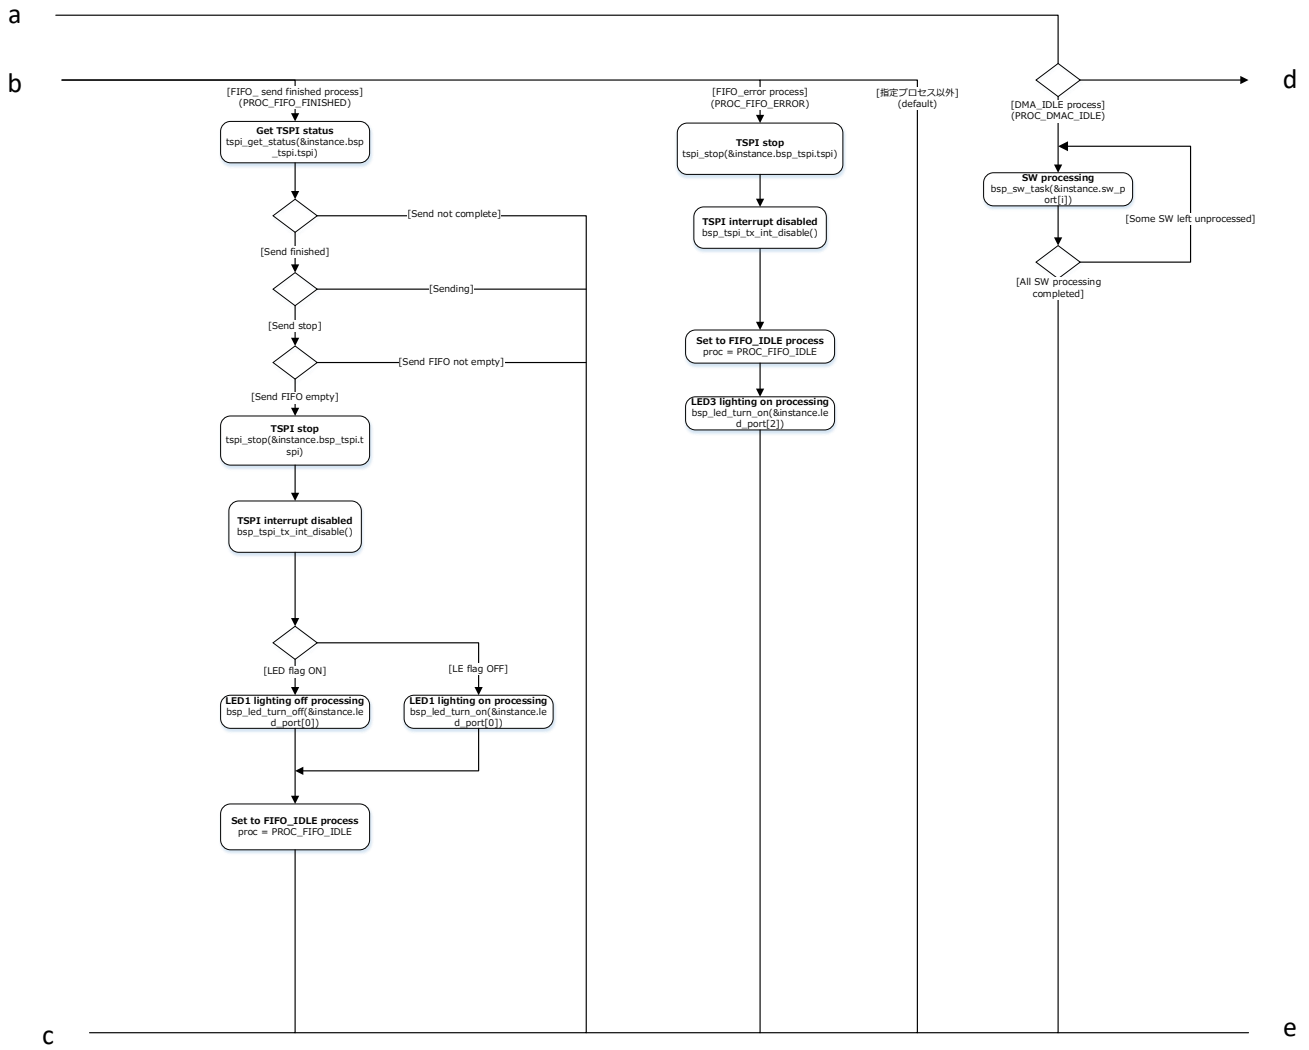 a
b
d
[FIFO_ send finished process]
(PROC_FIFO_FINISHED)
Get TSPI status
tspi_get_status(&instance.bsp
_tspi.tspi)
[Send not complete]
[Send finished]
[Sending]
[Send stop]
[Send FIFO not empty]
[Send FIFO empty]
TSPI stop
tspi_stop(&instance.bsp_tspi.t
spi)
TSPI interrupt disabled
bsp_tspi_tx_int_disable()
[LED flag ON]
[LE flag OFF]
LED1 lighting off processing
bsp_led_turn_off(&instance.le
d_port[0])
LED1 lighting on processing
bsp_led_turn_on(&instance.le
d_port[0])
Set to FIFO_IDLE process
proc = PROC_FIFO_IDLE
[FIFO_error process]
(PROC_FIFO_ERROR)
TSPI stop
tspi_stop(&instance.bsp_tspi.tspi)
TSPI interrupt disabled
bsp_tspi_tx_int_disable()
Set to FIFO_IDLE process
proc = PROC_FIFO_IDLE
LED3 lighting on processing
bsp_led_turn_on(&instance.le
d_port[2])
[指定プロセス以外]
(default)
[DMA_IDLE process]
(PROC_DMAC_IDLE)
SW processing
bsp_sw_task(&instance.sw_p
ort[i])
[Some SW left unprocessed]
[All SW processing
completed]
c
e